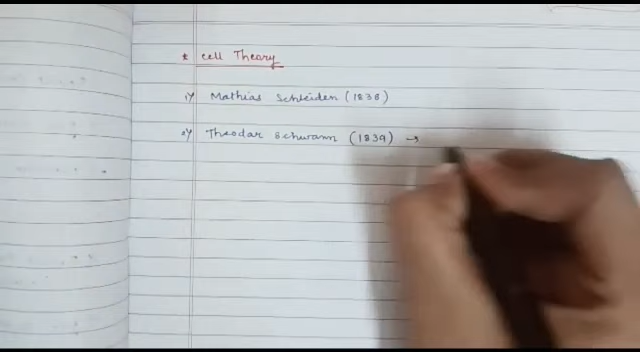 * Cell Theory
1) Mathias Schleiden (1838)
2) Theodar Schwann (1839) →